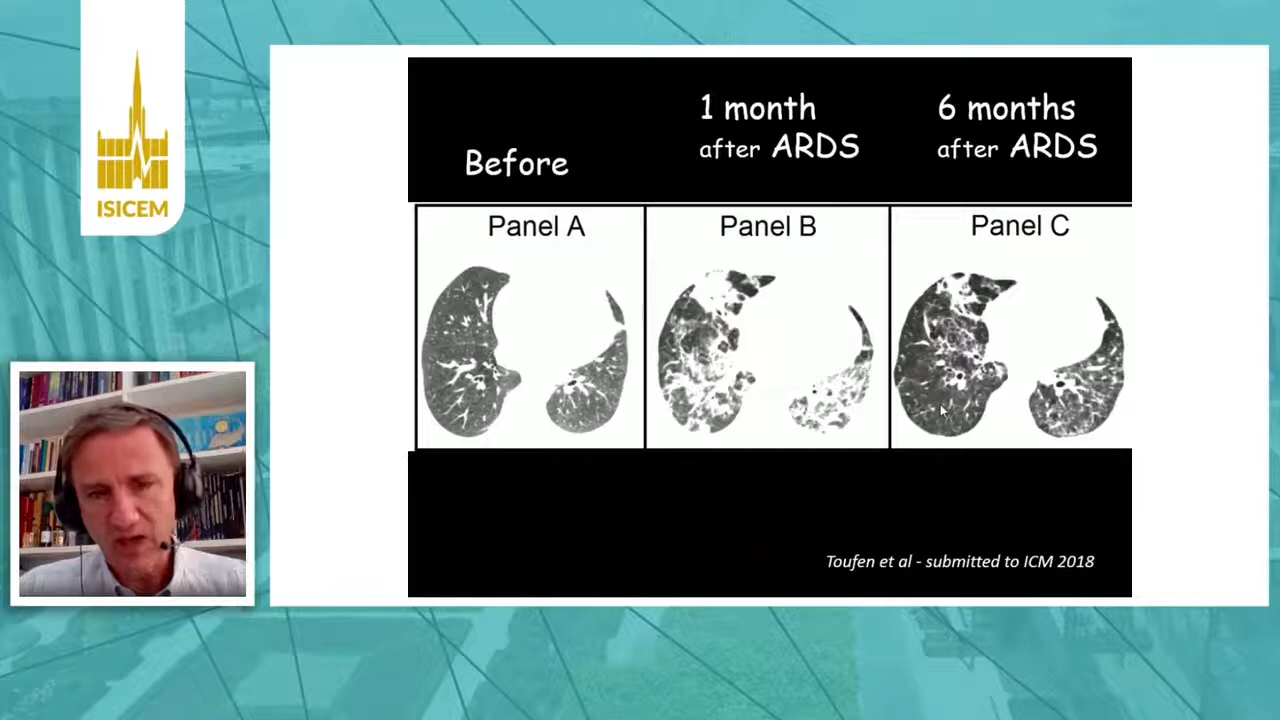 ISICEM
Before
1 month
after ARDS
6 months
after ARDS
Panel A
Panel B
Panel C
Toufen et al - submitted to ICM 2018